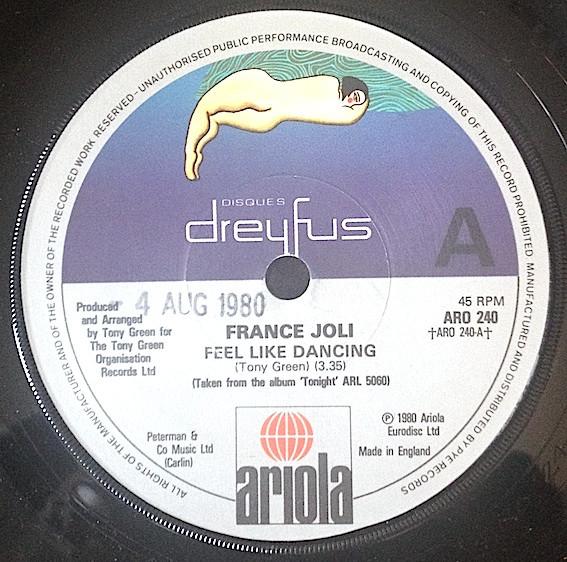 ALL RIGHTS OF THE MANUFACTURER AND OF THE OWNER OF THE RECORDED WORK RESERVED - UNAUTHORISED PUBLIC PERFORMANCE BROADCASTING AND COPYING OF THIS RECORD PROHIBITED. MANUFACTURED AND DISTRIBUTED BY PYE RECORDS
DISQUES
dreyfus
A
Produced
and Arranged
by Tony Green for
The Tony Green
Organisation
Records Ltd
4 AUG 1980
45 RPM
ARO 240
†ARO 240-A†
FRANCE JOLI
FEEL LIKE DANCING
(Tony Green) (3.35)
(Taken from the album 'Tonight' ARL 5060)
Peterman &
Co Music Ltd
(Carlin)
℗ 1980 Ariola
Eurodisc Ltd
Made in England
ariola